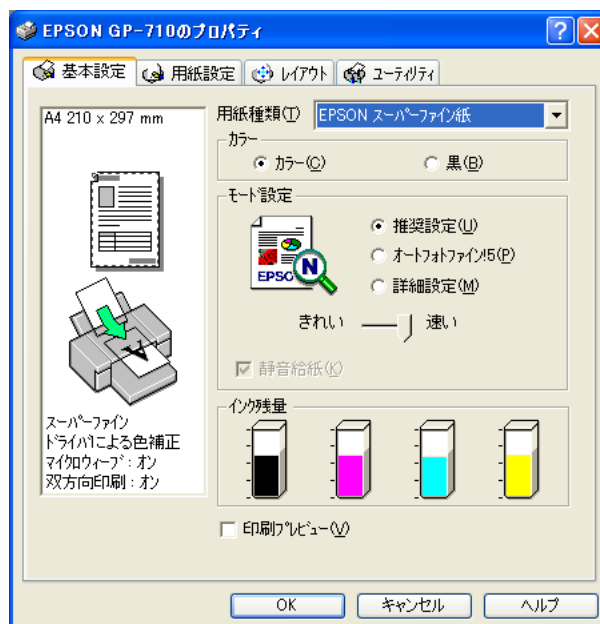 EPSON GP-710のプロパティ
基本設定 用紙設定 レイアウト ユーティリティ
A4 210 x 297 mm
スーパーファイン
ドライバによる色補正
マイクロウィーブ：オン
双方向印刷：オン
用紙種類(T) EPSON スーパーファイン紙
カラー
カラー(C) 黒(B)
モード設定
EPSO N
推奨設定(U)
オートフォトファイン!5(P)
詳細設定(M)
きれい 速い
静音給紙(K)
インク残量
印刷プレビュー(V)
OK キャンセル ヘルプ